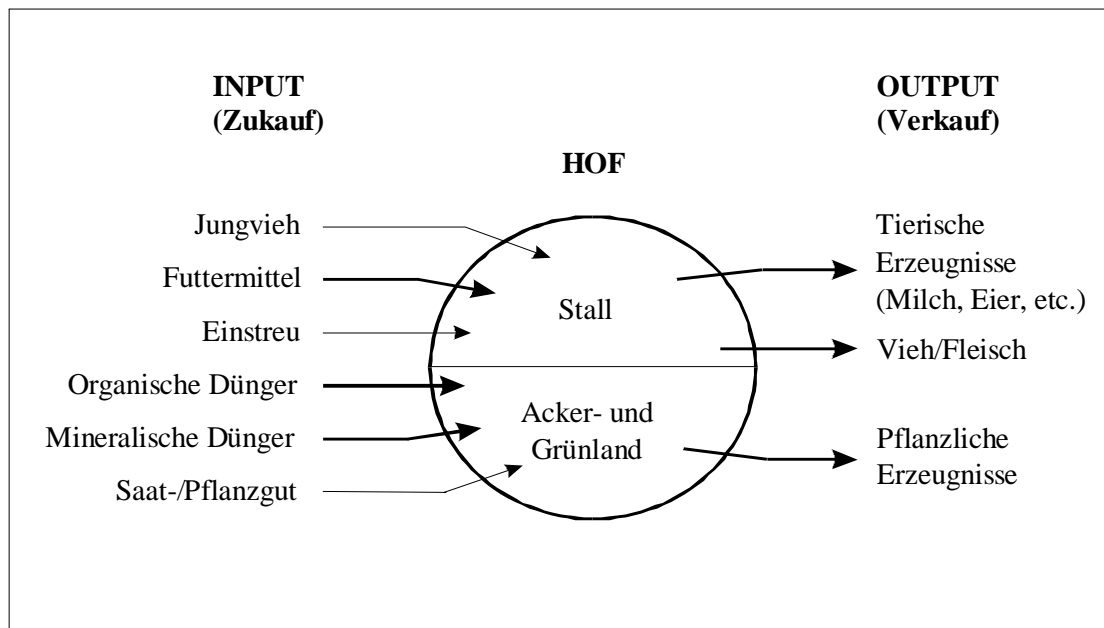 INPUT
(Zukauf)
OUTPUT
(Verkauf)
HOF
Jungvieh
Futtermittel
Einstreu
Organische Dünger
Mineralische Dünger
Saat-/Pflanzgut
Stall
Acker- und
Grünland
Tierische
Erzeugnisse
(Milch, Eier, etc.)
Vieh/Fleisch
Pflanzliche
Erzeugnisse